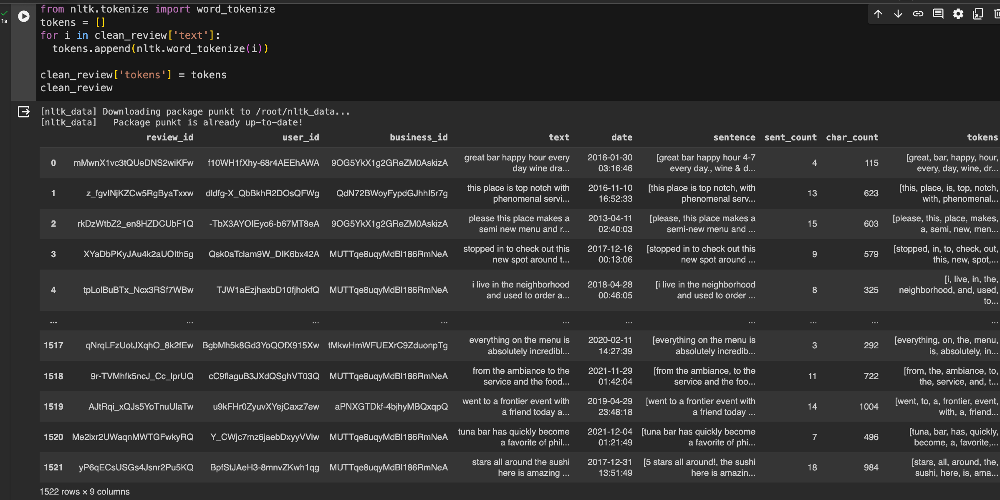 from nltk.tokenize import word_tokenize
1s
tokens = []
for i in clean_review['text']:
  tokens.append(nltk.word_tokenize(i))
clean_review['tokens'] = tokens
clean_review
[nltk_data] Downloading package punkt to /root/nltk_data...
[nltk_data]   Package punkt is already up-to-date!
review_id user_id business_id text date sentence sent_count char_count tokens
0 mMwnX1vc3tQUeDNS2wiKFw f10WH1fXhy-68r4AEEhAWA 9OG5YkX1g2GReZM0AskizA great bar happy hour every 2016-01-30 [great bar happy hour 4-7 4 115 [great, bar, happy, hour,
day wine dra... 03:16:46 every day., wine & d... every, day, wine, dr...
1 z_fgvINjKZCw5RgByaTxxw dIdfg-X_QbBkhR2DOsQFWg QdN72BWoyFypdGJhhI5r7g this place is top notch with 2016-11-10 [this place is top notch, with 13 623 [this, place, is, top, notch,
phenomenal servi... 16:52:33 phenomenal serv... with, phenomenal...
2 rkDzWtbZ2_en8HZDCUbF1Q -TbX3AYOIEyo6-b67MT8eA 9OG5YkX1g2GReZM0AskizA please this place makes a 2013-04-11 [please, this place makes a 15 603 [please, this, place, makes,
semi new menu and r... 02:40:03 semi-new menu and ... a, semi, new, men...
3 XYaDbPKyJAu4k2aUOIth5g Qsk0aTclam9W_DIK6bx42A MUTTqe8uqyMdBl186RmNeA stopped in to check out this 2017-12-16 [stopped in to check out this 9 579 [stopped, in, to, check, out,
new spot around t... 00:13:06 new spot around ... this, new, spot,...
4 tpLolBuBTx_Ncx3RSf7WBw TJW1aEzjhaxbD10fjhokfQ MUTTqe8uqyMdBl186RmNeA i live in the neighborhood 2018-04-28 [i live in the neighborhood 8 325 [i, live, in, the,
and used to order a... 00:46:05 and used to order ... neighborhood, and, used,
to...
... ... ... ... ... ... ... ... ... ...
1517 qNrqLFzUotJXqhO_8k2fEw BgbMh5k8Gd3YoQOfX915Xw tMkwHmWFUEXrC9ZduonpTg everything on the menu is 2020-02-11 [everything on the menu is 3 292 [everything, on, the, menu,
absolutely incredibl... 14:27:39 absolutely incredib... is, absolutely, in...
1518 9r-TVMhfk5ncJ_Cc_lprUQ cC9flaguB3JXdQSghVT03Q MUTTqe8uqyMdBl186RmNeA from the ambiance to the 2021-11-29 [from the ambiance, to the 11 722 [from, the, ambiance, to,
service and the food... 01:42:04 service and the foo... the, service, and, t...
1519 AJtRqi_xQJs5YoTnuUlaTw u9kFHr0ZyuvXYejCaxz7ew aPNXGTDkf-4bjhyMBQxqpQ went to a frontier event with 2019-04-29 [went to a frontier event with 14 1004 [went, to, a, frontier, event,
a friend today a... 23:48:18 a friend today ... with, a, friend...
1520 Me2ixr2UWaqnMWTGFwkyRQ Y_CWjc7mz6jaebDxyyVViw MUTTqe8uqyMdBl186RmNeA tuna bar has quickly become 2021-12-04 [tuna bar has quickly become 7 496 [tuna, bar, has, quickly,
a favorite of phil... 01:21:49 a favorite of phi... become, a, favorite,...
1521 yP6qECsUSGs4Jsnr2Pu5KQ BpfStJAeH3-8mnvZKwh1qg MUTTqe8uqyMdBl186RmNeA stars all around the sushi 2017-12-31 [5 stars all around!, the sushi 18 984 [stars, all, around, the,
here is amazing ... 13:51:49 here is amazin... sushi, here, is, ama...
1522 rows × 9 columns